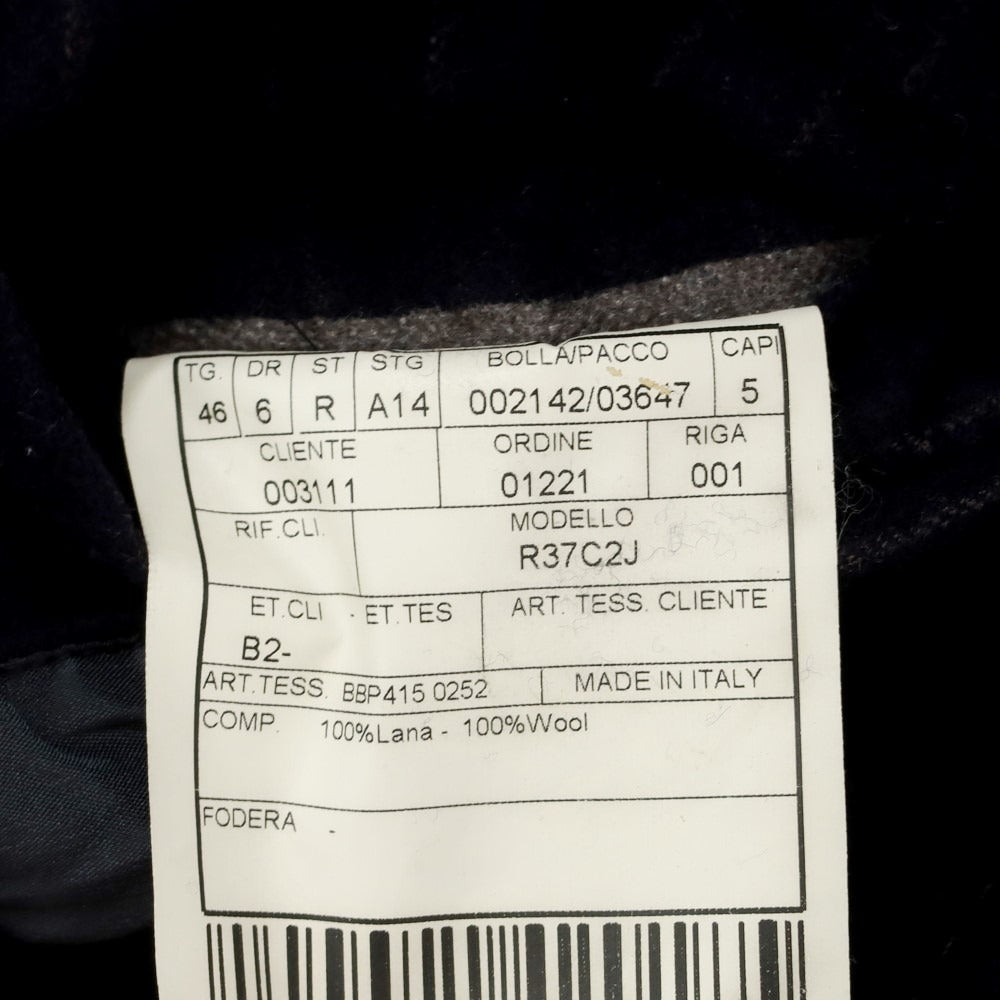 TG. DR ST STG BOLLA/PACCO CAPI
46 6 R A14 002142/03647 5
CLIENTE ORDINE RIGA
003111 01221 001
RIF.CLI. MODELLO
R37C2J
ET.CLI - ET.TES ART. TESS. CLIENTE
B2-
ART.TESS. BBP415 0252 MADE IN ITALY
COMP. 100%Lana - 100%Wool
FODERA -